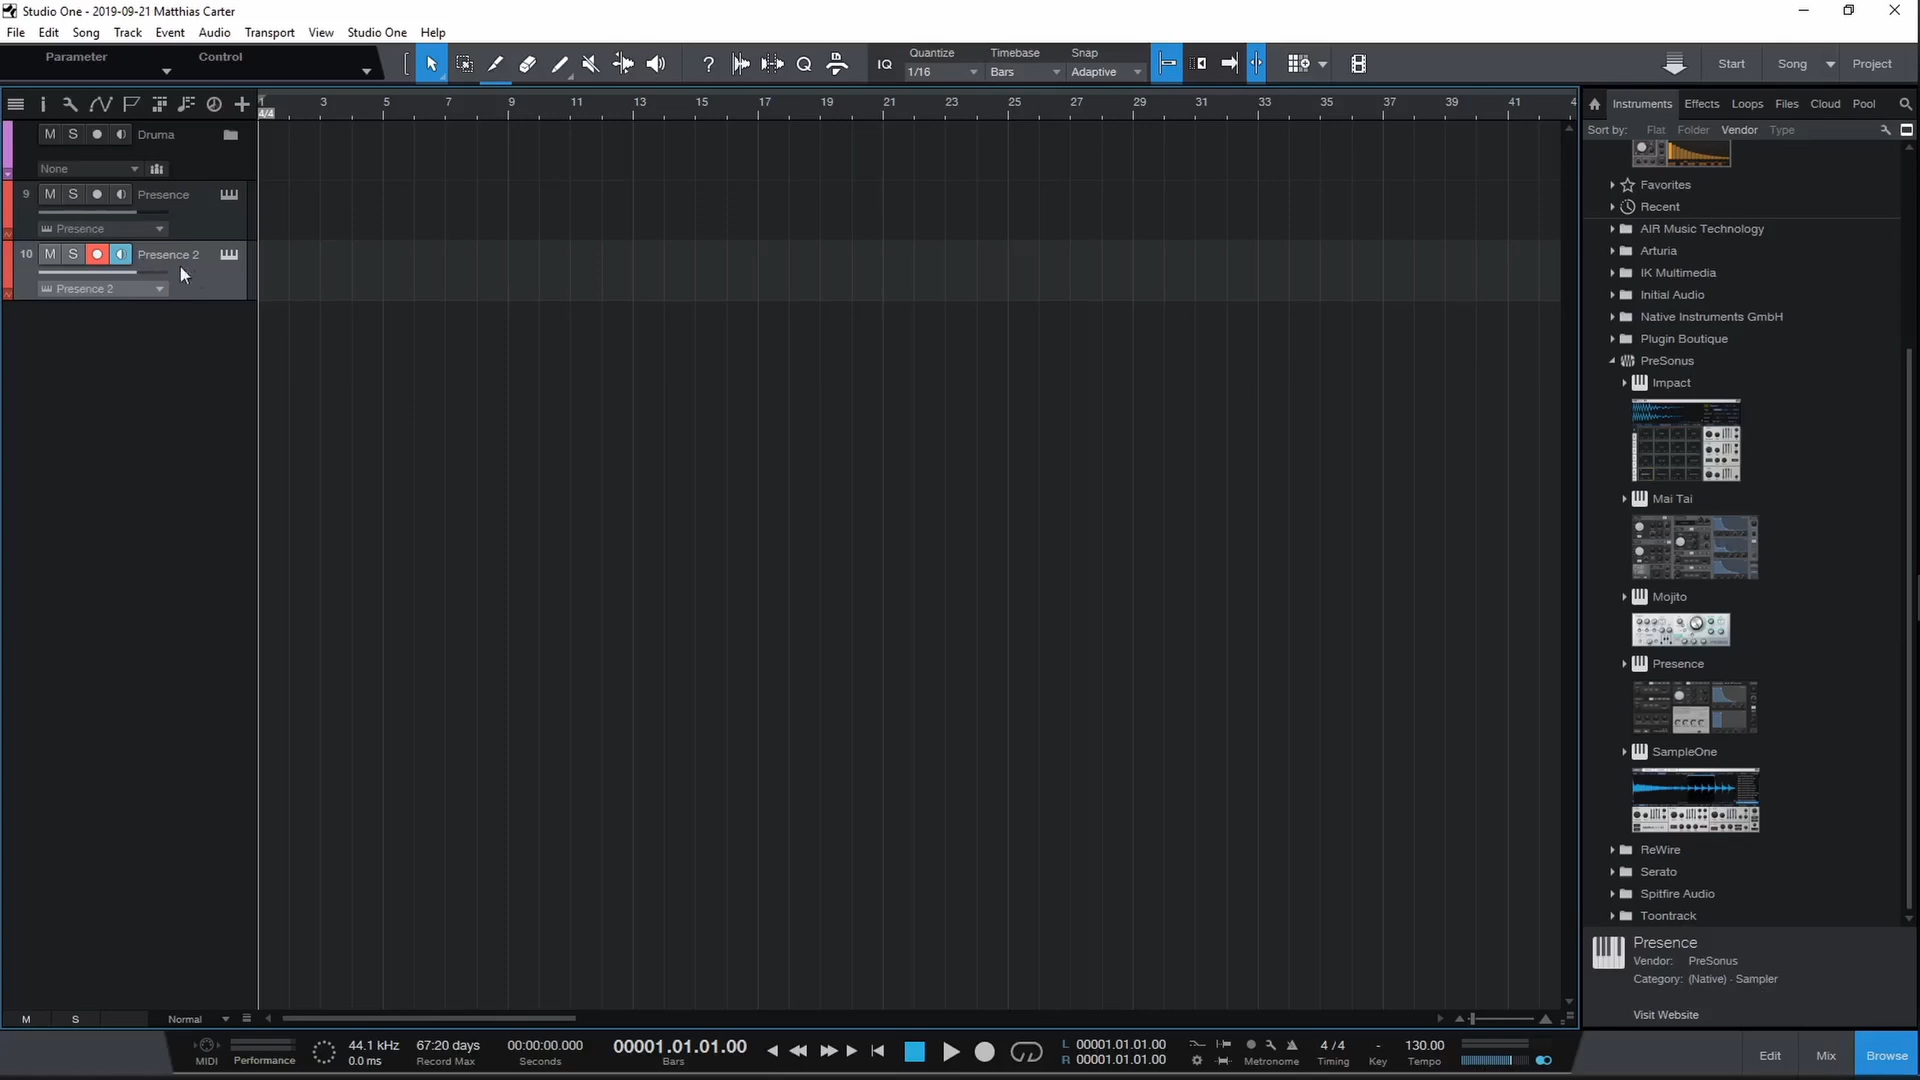 Studio One - 2019-09-21 Matthias Carter
File Edit Song Track Event Audio Transport View Studio One Help
Parameter Control
IQ Quantize 1/16 Timebase Bars Snap Adaptive
Start Song Project
3 5 7 9 11 13 15 17 19 21 23 25 27 29 31 33 35 37 39 41 4
4/4
M S Druma
None
9 M S Presence
Presence
10 M S Presence 2
Presence 2
Instruments Effects Loops Files Cloud Pool
Sort by: Flat Folder Vendor Type
Favorites
Recent
AIR Music Technology
Arturia
IK Multimedia
Initial Audio
Native Instruments GmbH
Plugin Boutique
PreSonus
Impact
Mai Tai
Mojito
Presence
SampleOne
ReWire
Serato
Spitfire Audio
Toontrack
Presence
Vendor: PreSonus
Category: (Native) - Sampler
Visit Website
M S Normal
MIDI
Performance
44.1 kHz
0.0 ms
67:20 days
Record Max
00:00:00.000
Seconds
00001.01.01.00
Bars
L 00001.01.01.00
R 00001.01.01.00
Metronome
4 / 4
Timing
-
Key
130.00
Tempo
Edit Mix Browse